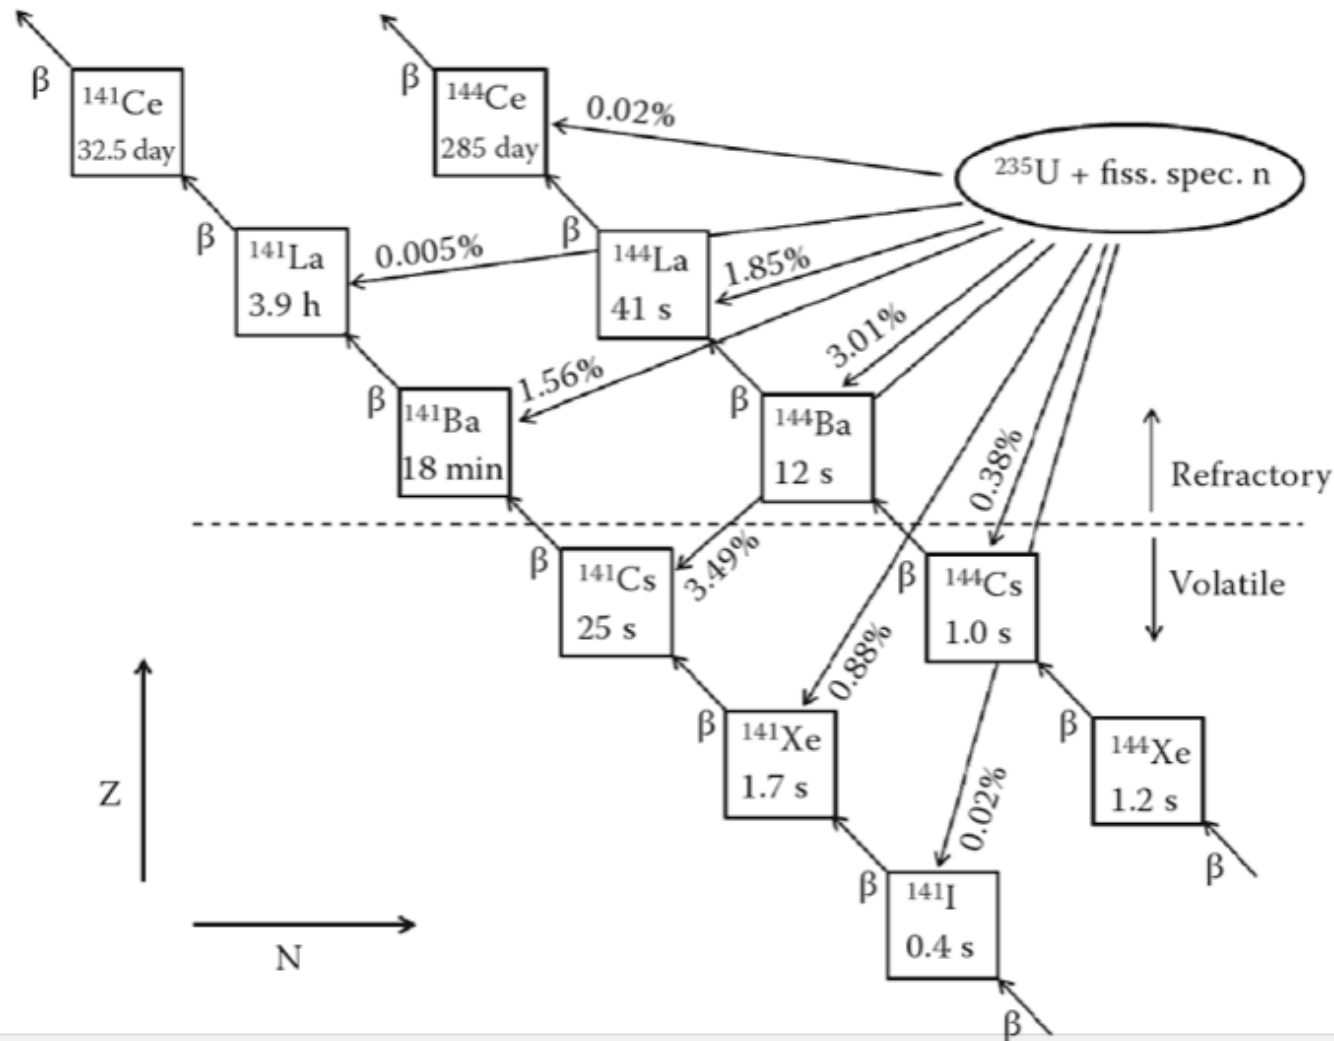 β
¹⁴¹Ce
32.5 day
β
¹⁴⁴Ce
285 day
0.02%
²³⁵U + fiss. spec. n
β
¹⁴¹La
3.9 h
0.005%
β
¹⁴⁴La
41 s
1.85%
3.01%
β
¹⁴¹Ba
18 min
1.56%
β
¹⁴⁴Ba
12 s
0.38%
Refractory
β
¹⁴¹Cs
25 s
3.49%
β
¹⁴⁴Cs
1.0 s
Volatile
0.88%
β
¹⁴¹Xe
1.7 s
β
¹⁴⁴Xe
1.2 s
Z
0.02%
β
β
¹⁴¹I
0.4 s
N
β